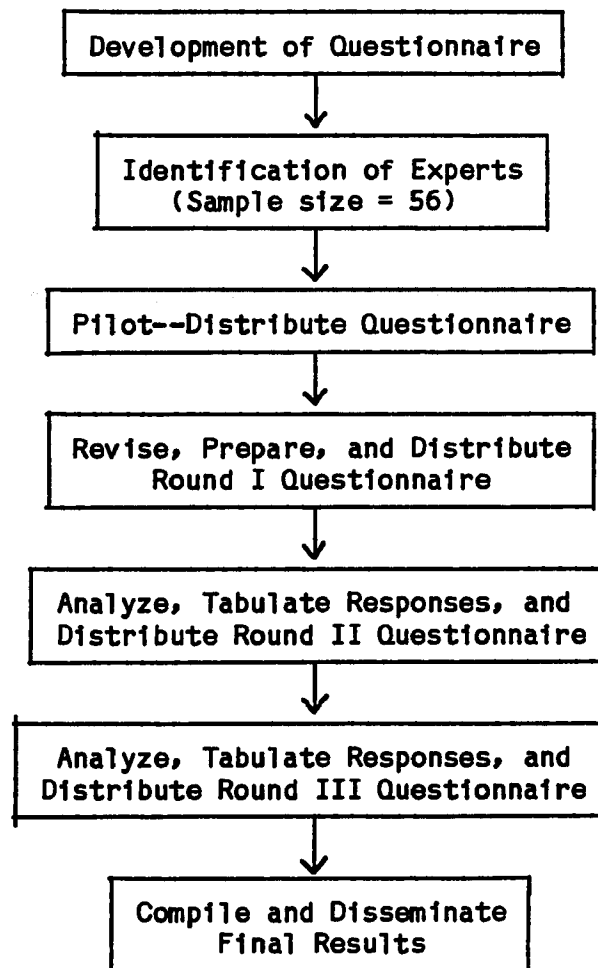 Development of Questionnaire
Identification of Experts
(Sample size = 56)
Pilot--Distribute Questionnaire
Revise, Prepare, and Distribute
Round I Questionnaire
Analyze, Tabulate Responses, and
Distribute Round II Questionnaire
Analyze, Tabulate Responses, and
Distribute Round III Questionnaire
Compile and Disseminate
Final Results